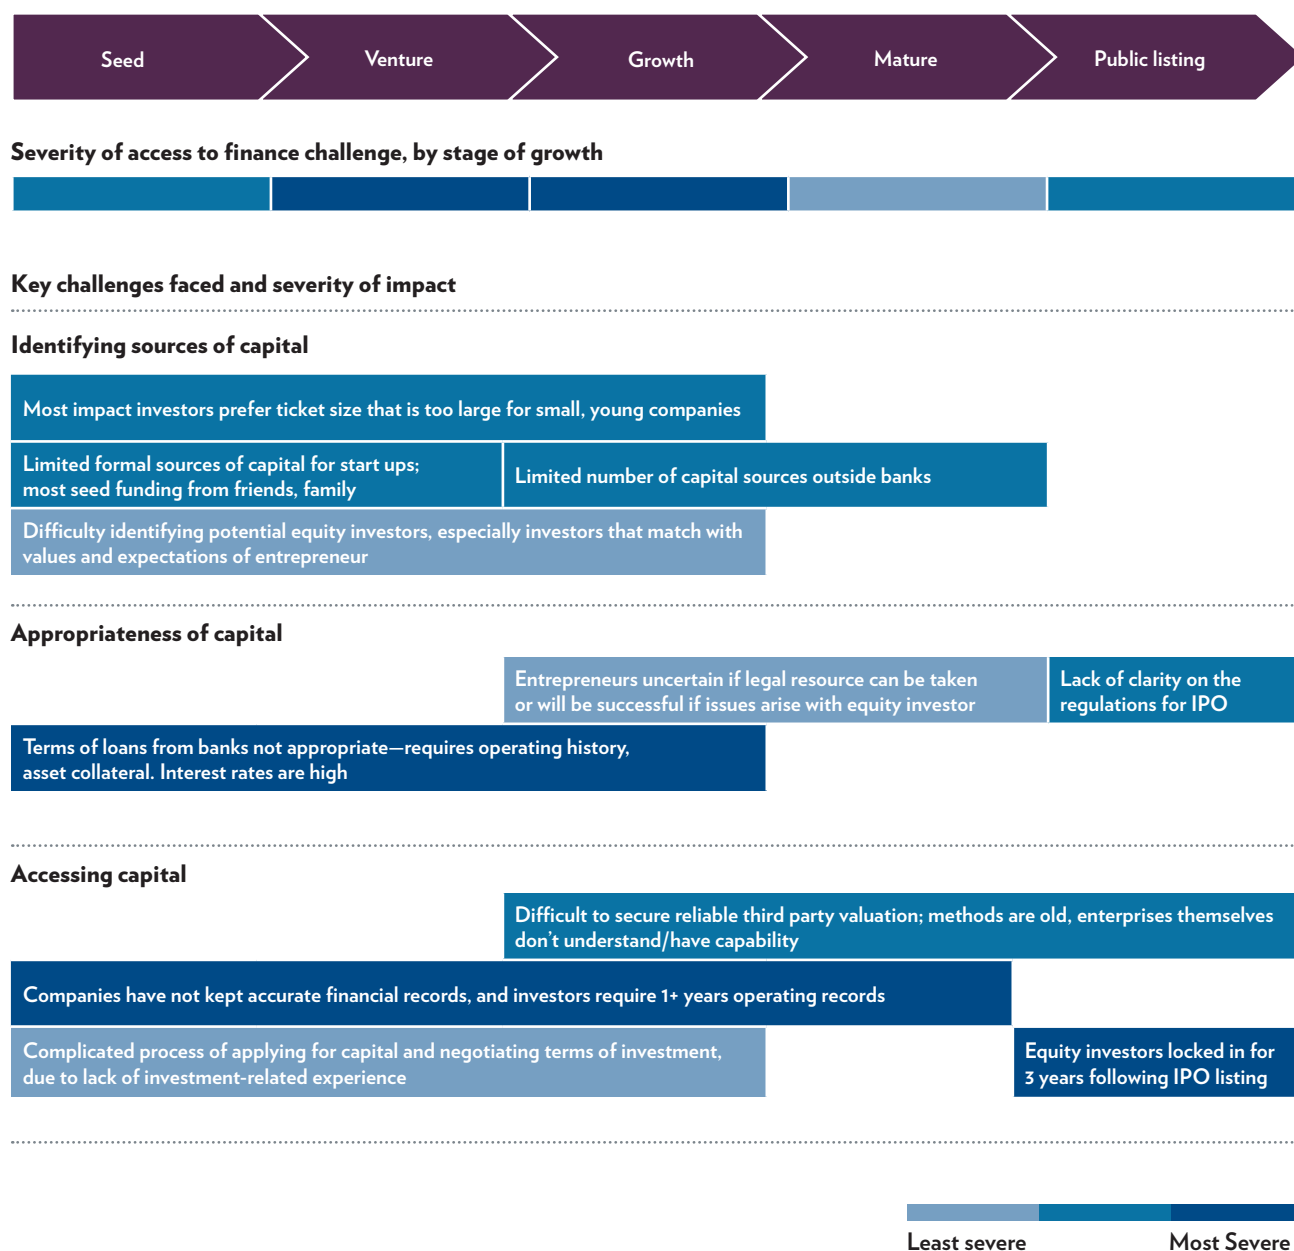 Seed
Venture
Growth
Mature
Public listing
Severity of access to finance challenge, by stage of growth
Key challenges faced and severity of impact
Identifying sources of capital
Most impact investors prefer ticket size that is too large for small, young companies
Limited formal sources of capital for start ups;
most seed funding from friends, family
Limited number of capital sources outside banks
Difficulty identifying potential equity investors, especially investors that match with
values and expectations of entrepreneur
Appropriateness of capital
Entrepreneurs uncertain if legal resource can be taken
or will be successful if issues arise with equity investor
Lack of clarity on the
regulations for IPO
Terms of loans from banks not appropriate—requires operating history,
asset collateral. Interest rates are high
Accessing capital
Difficult to secure reliable third party valuation; methods are old, enterprises themselves
don't understand/have capability
Companies have not kept accurate financial records, and investors require 1+ years operating records
Complicated process of applying for capital and negotiating terms of investment,
due to lack of investment-related experience
Equity investors locked in for
3 years following IPO listing
Least severe
Most Severe